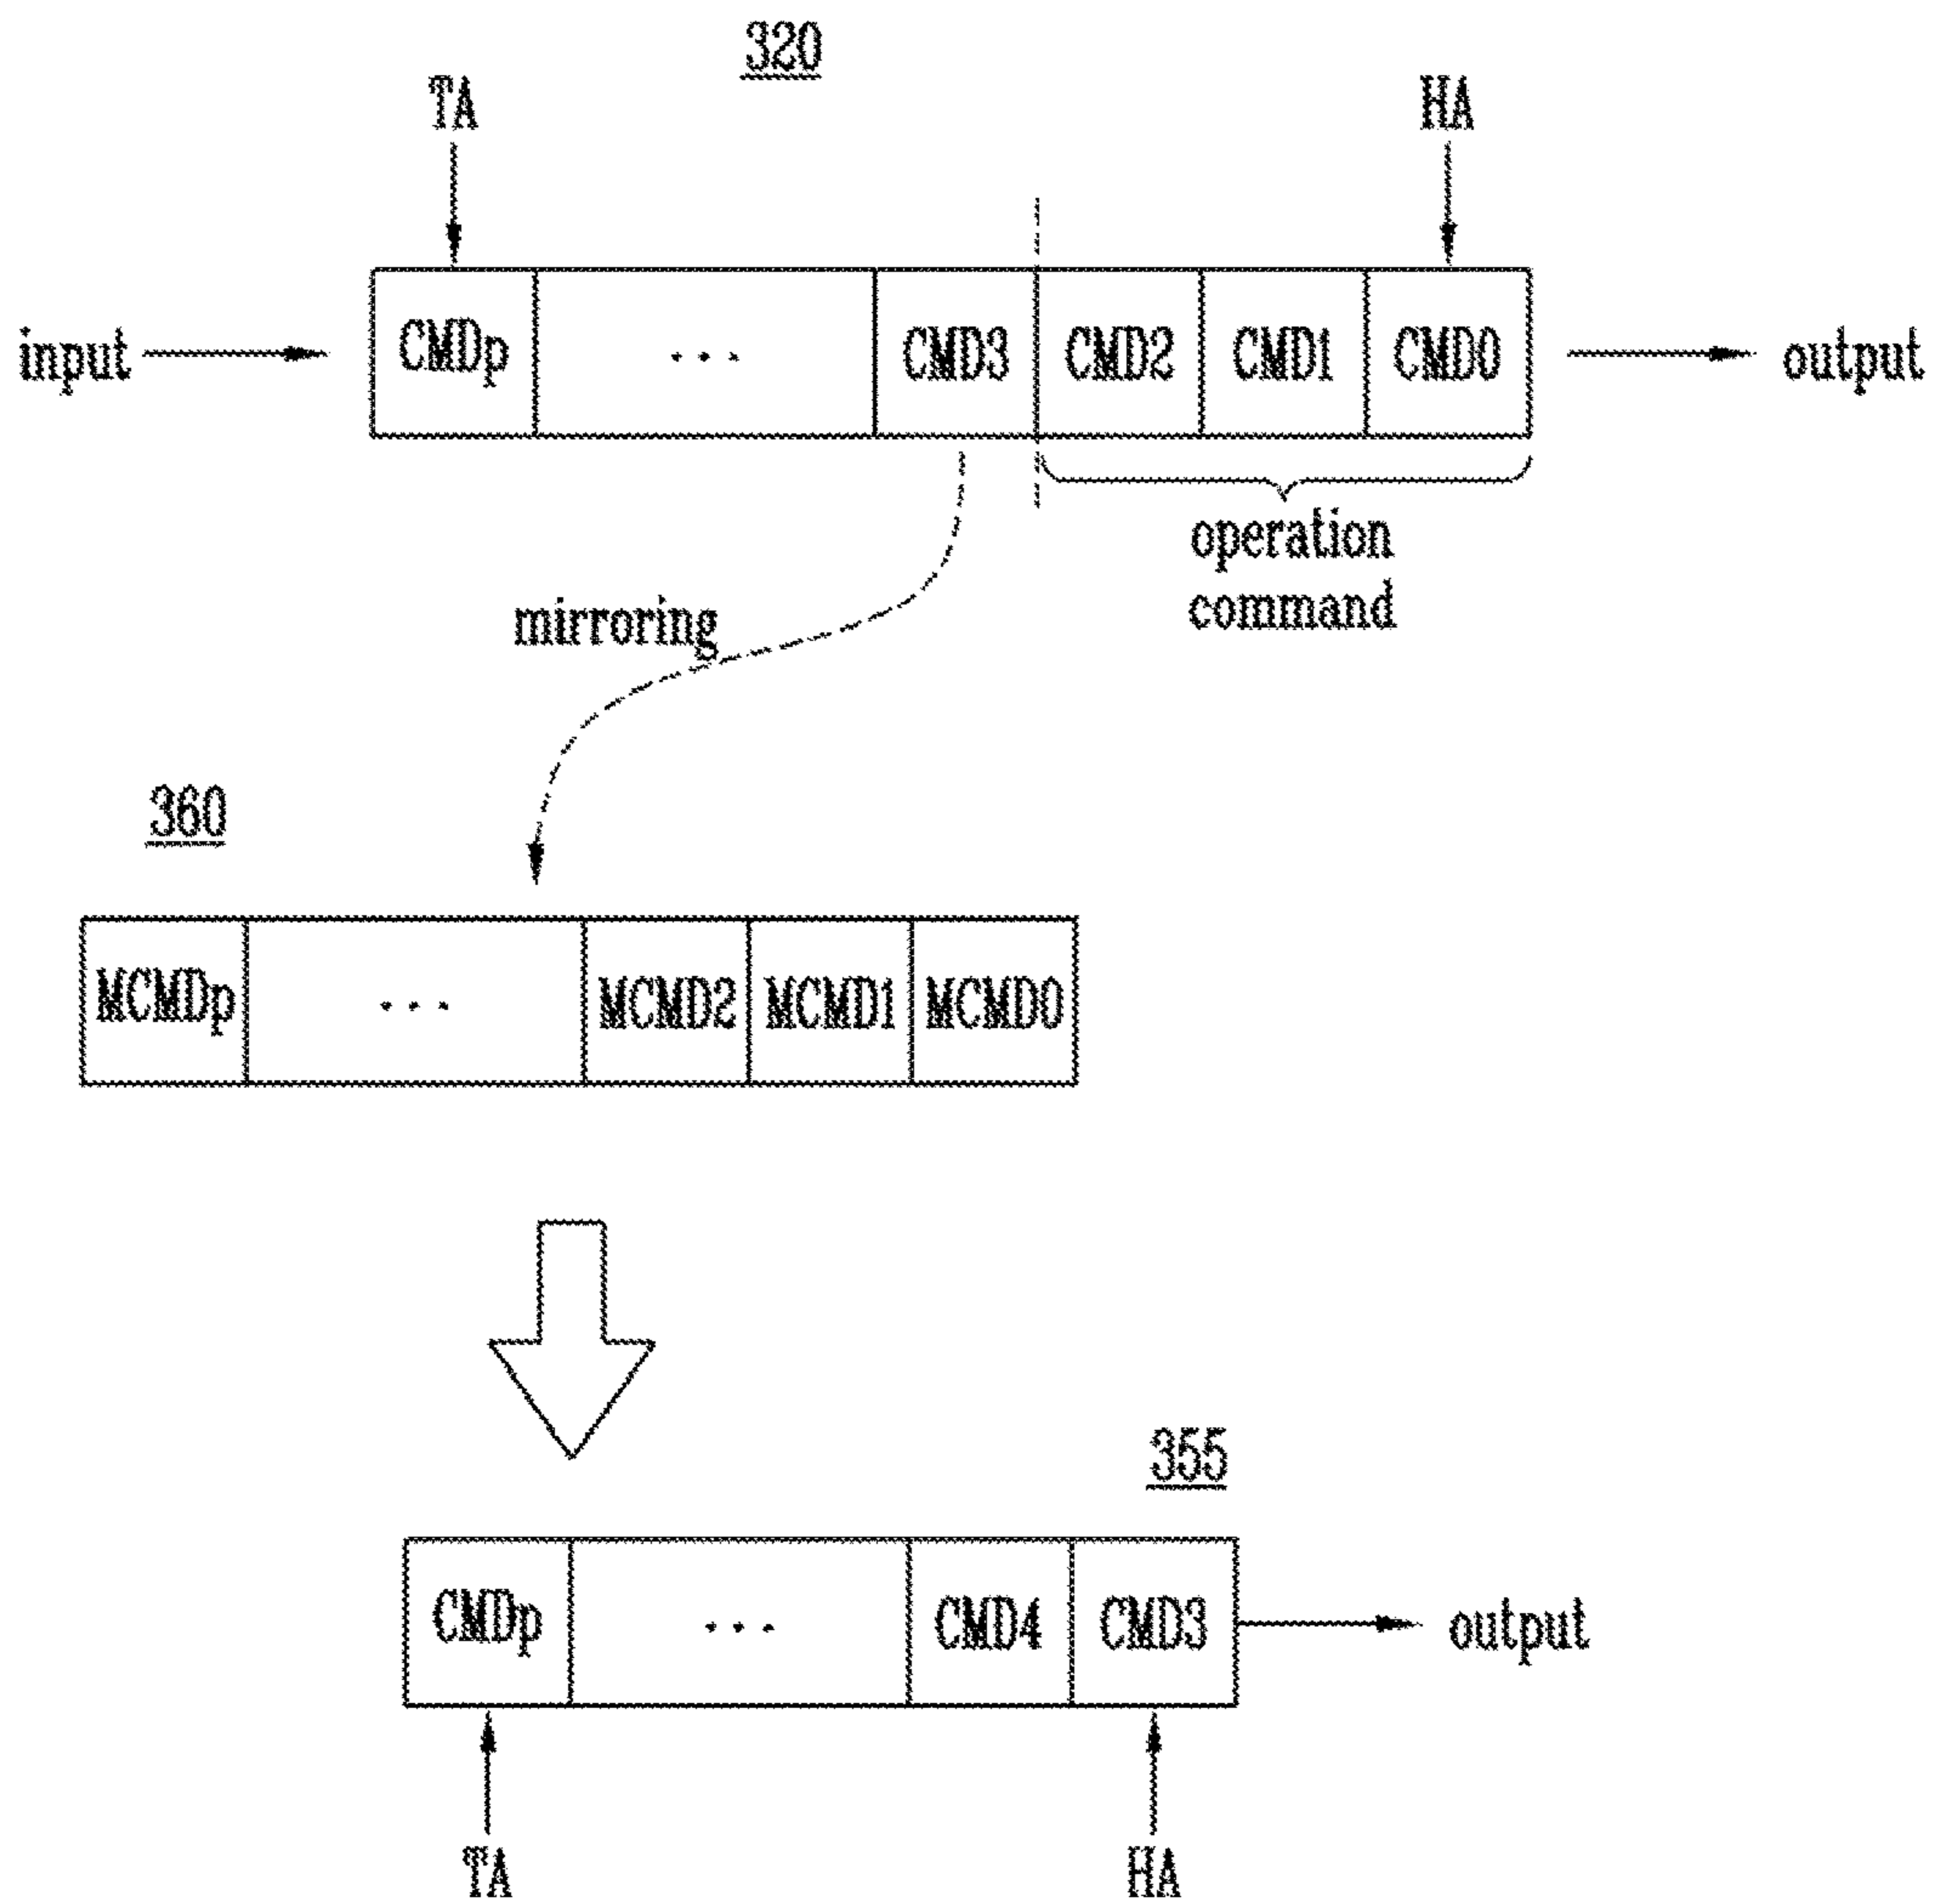 320
TA
HA
input
CMDp
...
CMD3
CMD2
CMD1
CMD0
output
operation
command
mirroring
360
MCMDp
...
MCMD2
MCMD1
MCMD0
355
CMDp
...
CMD4
CMD3
output
TA
HA